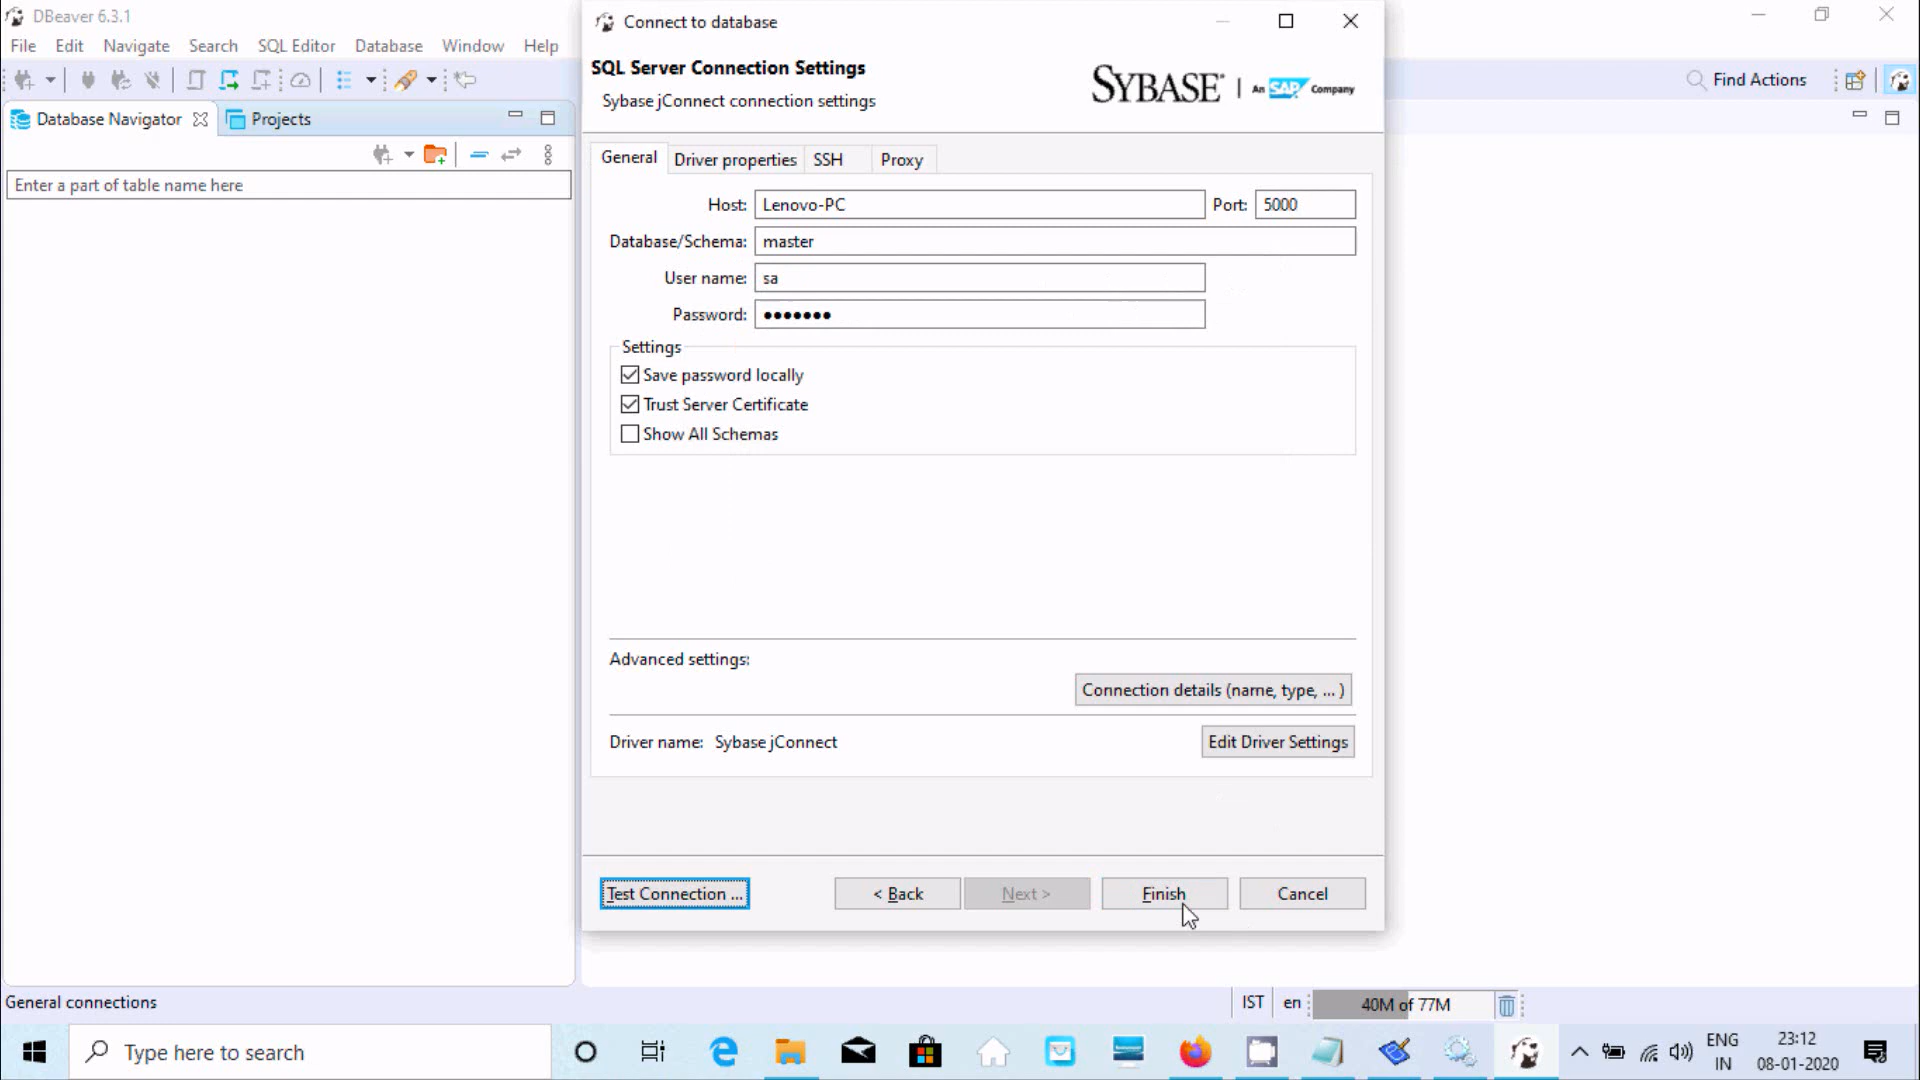 DBeaver 6.3.1
File Edit Navigate Search SQL Editor Database Window Help
Find Actions
Database Navigator Projects
Enter a part of table name here
Connect to database
SQL Server Connection Settings
Sybase jConnect connection settings
SYBASE | An SAP Company
General Driver properties SSH Proxy
Host: Lenovo-PC Port: 5000
Database/Schema: master
User name: sa
Password: •••••••
Settings
Save password locally
Trust Server Certificate
Show All Schemas
Advanced settings:
Connection details (name, type, ... )
Driver name: Sybase jConnect Edit Driver Settings
Test Connection ... < Back Next > Finish Cancel
General connections IST en 40M of 77M
Type here to search
ENG 23:12
IN 08-01-2020